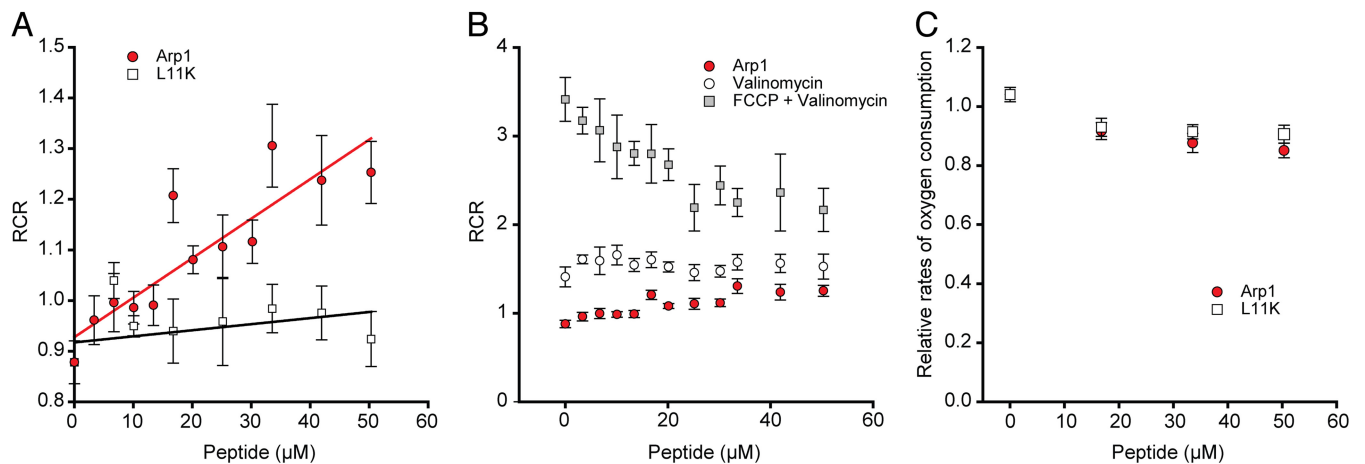 A
1.5
1.4
1.3
1.2
1.1
1.0
0.9
0.8
RCR
Arp1
L11K
0 10 20 30 40 50 60
Peptide (µM)
B
4
3
2
1
0
RCR
Arp1
Valinomycin
FCCP + Valinomycin
0 20 40 60
Peptide (µM)
C
1.2
1.0
0.8
0.6
0.4
0.2
0.0
Relative rates of oxygen consumption
Arp1
L11K
0 10 20 30 40 50 60
Peptide (µM)